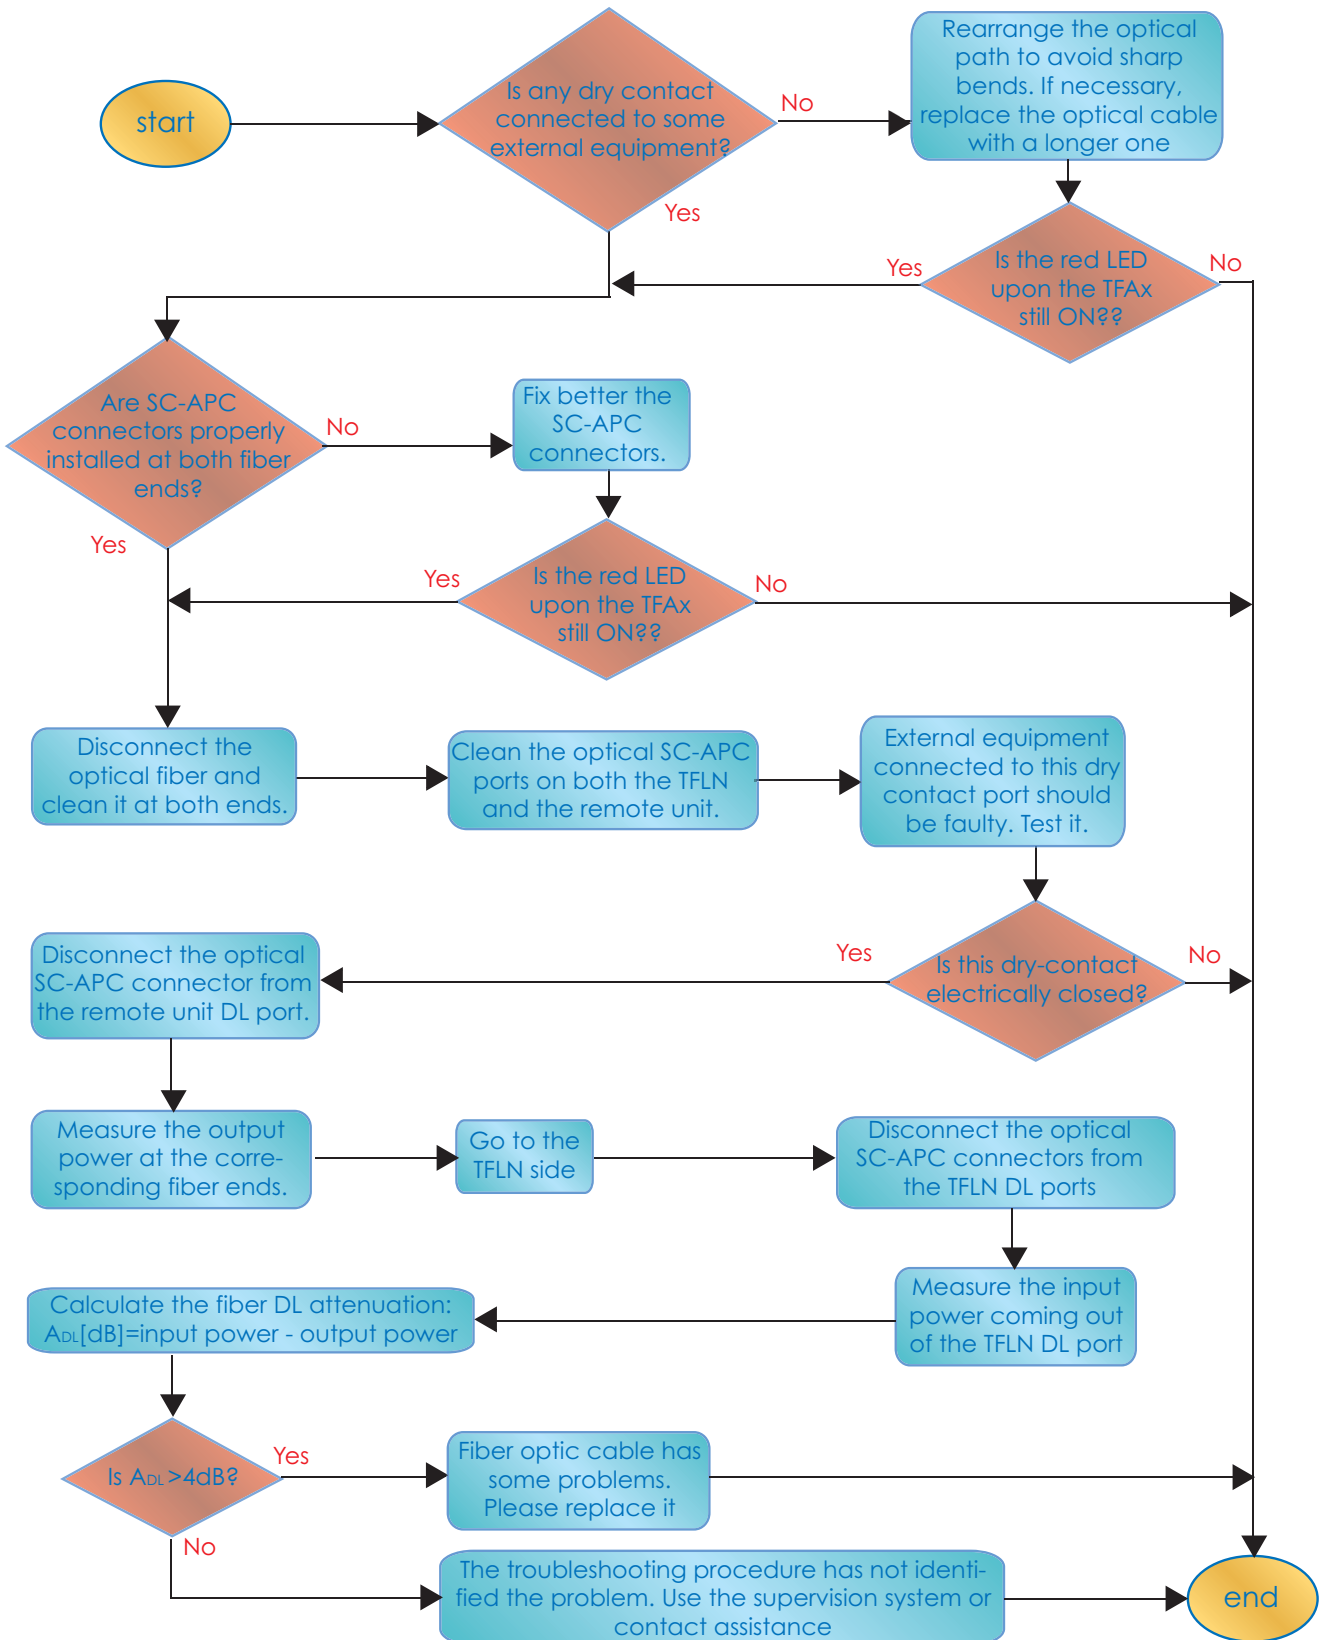 start
Is any dry contact
connected to some
external equipment?
No
Yes
Rearrange the optical
path to avoid sharp
bends. If necessary,
replace the optical cable
with a longer one
Is the red LED
upon the TFAx
still ON??
Yes
No
Are SC-APC
connectors properly
installed at both fiber
ends?
No
Yes
Fix better the
SC-APC
connectors.
Is the red LED
upon the TFAx
still ON??
Yes
No
Disconnect the
optical fiber and
clean it at both ends.
Clean the optical SC-APC
ports on both the TFLN
and the remote unit.
External equipment
connected to this dry
contact port should
be faulty. Test it.
Is this dry-contact
electrically closed?
Yes
No
Disconnect the optical
SC-APC connector from
the remote unit DL port.
Measure the output
power at the corre-
sponding fiber ends.
Go to the
TFLN side
Disconnect the optical
SC-APC connectors from
the TFLN DL ports
Measure the input
power coming out
of the TFLN DL port
Calculate the fiber DL attenuation:
ADL[dB]=input power - output power
Is ADL >4dB?
Yes
No
Fiber optic cable has
some problems.
Please replace it
The troubleshooting procedure has not identi-
fied the problem. Use the supervision system or
contact assistance
end